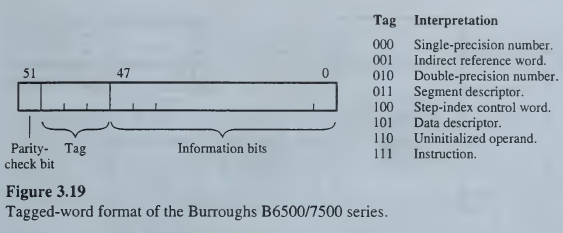 Tag Interpretation
000 Single-precision number.
001 Indirect reference word.
010 Double-precision number.
011 Segment descriptor.
100 Step-index control word.
101 Data descriptor.
110 Uninitialized operand.
111 Instruction.
51 47 0
Parity-
check bit
Tag
Information bits
Figure 3.19
Tagged-word format of the Burroughs B6500/7500 series.